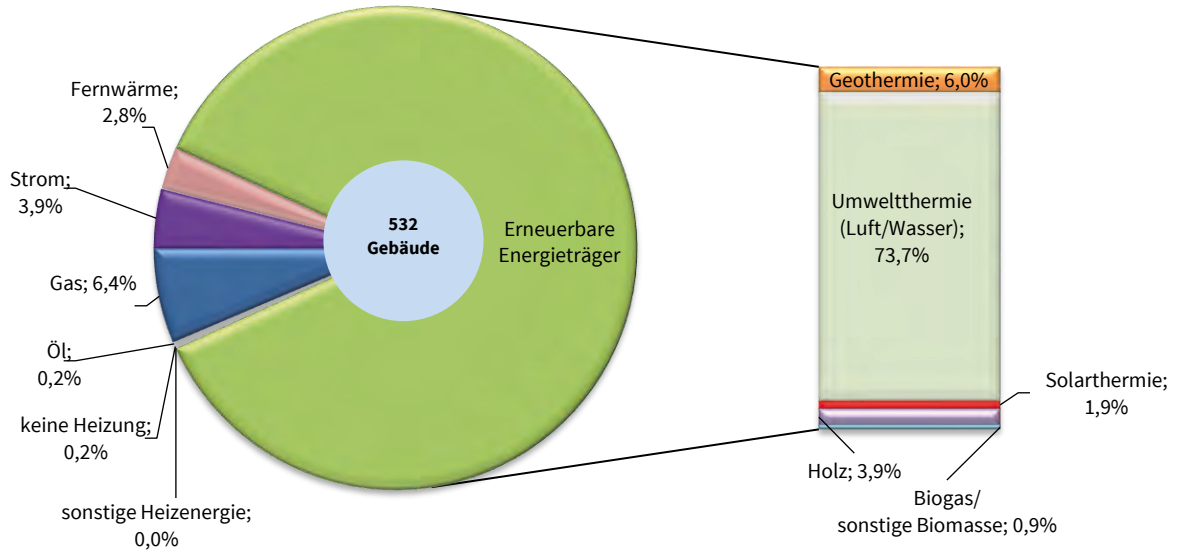 Fernwärme;
2,8%
Strom;
3,9%
Gas; 6,4%
Öl;
0,2%
keine Heizung;
0,2%
sonstige Heizenergie;
0,0%
532
Gebäude
Erneuerbare
Energieträger
Geothermie; 6,0%
Umweltthermie
(Luft/Wasser);
73,7%
Solarthermie;
1,9%
Holz; 3,9%
Biogas/
sonstige Biomasse; 0,9%